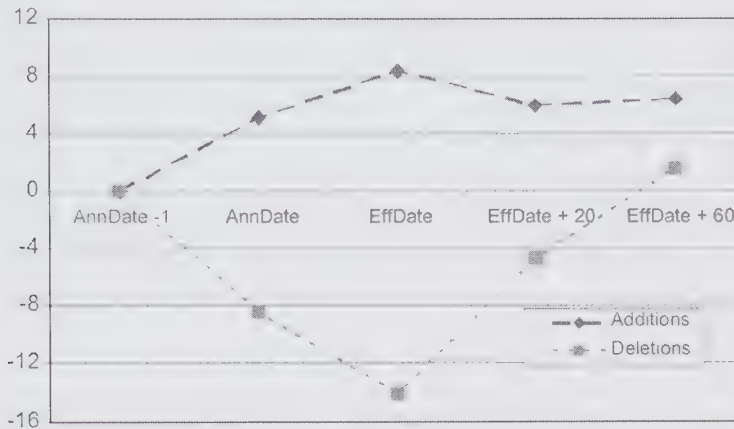 12
8
4
0
AnnDate -1 AnnDate EffDate EffDate + 20 EffDate + 60
-4
-8
Additions
-12
Deletions
-16